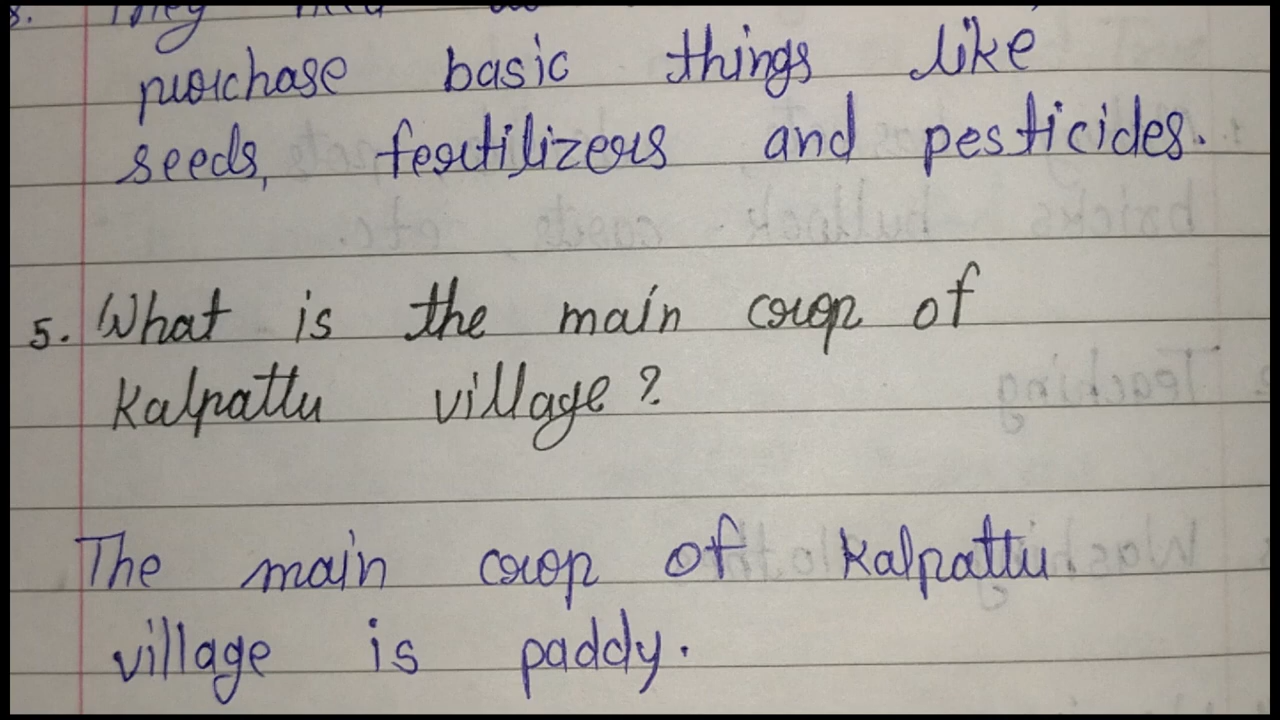 They
purchase basic things like
seeds, fertilizers and pesticides.
5. What is the main crop of
Kalpattu village?
The main crop of Kalpattu
village is paddy.